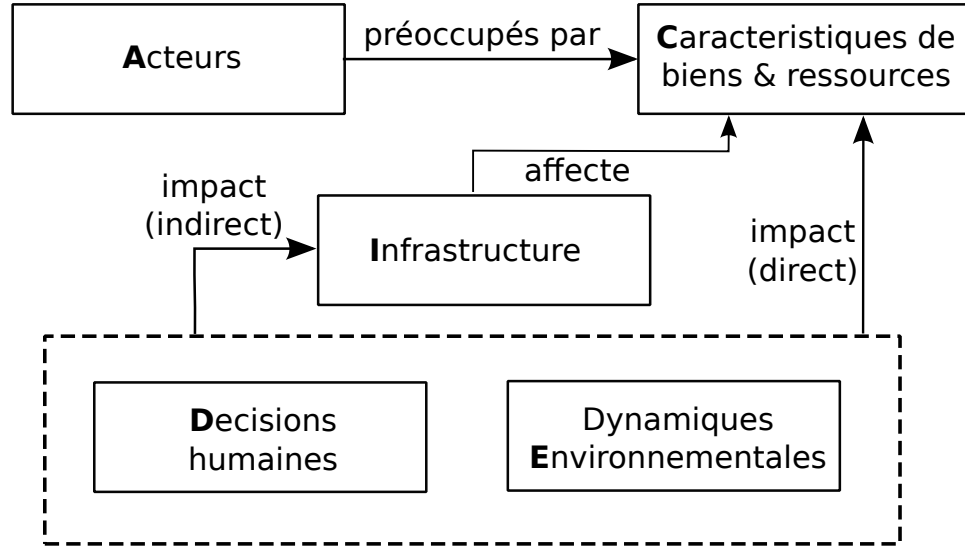 Acteurs
préoccupés par
Caracteristiques de
biens & ressources
affecte
impact
(indirect)
Infrastructure
impact
(direct)
Decisions
humaines
Dynamiques
Environnementales